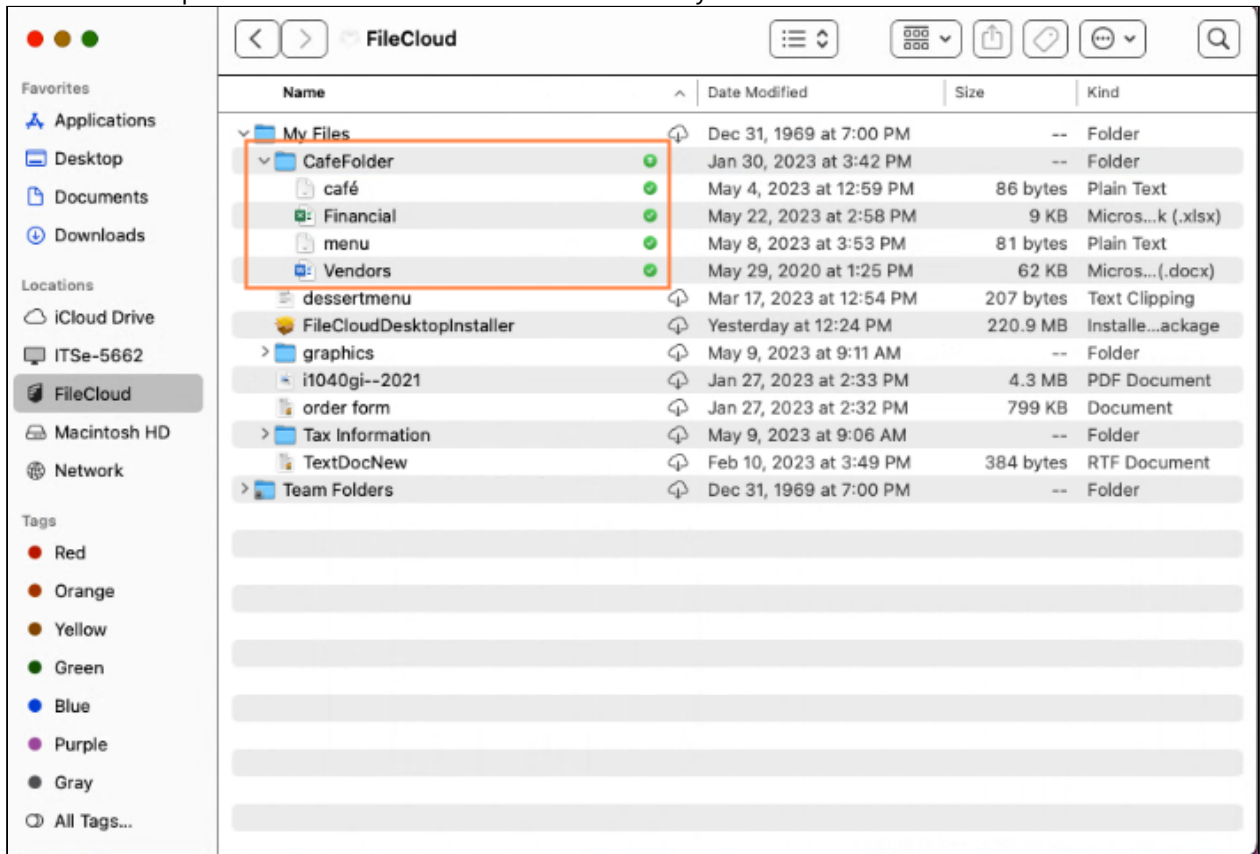 FileCloud
Favorites
Applications
Desktop
Documents
Downloads
Locations
iCloud Drive
ITSe-5662
FileCloud
Macintosh HD
Network
Tags
Red
Orange
Yellow
Green
Blue
Purple
Gray
All Tags...
Name Date Modified Size Kind
My Files Dec 31, 1969 at 7:00 PM -- Folder
CafeFolder Jan 30, 2023 at 3:42 PM -- Folder
café May 4, 2023 at 12:59 PM 86 bytes Plain Text
Financial May 22, 2023 at 2:58 PM 9 KB Micros...k (.xlsx)
menu May 8, 2023 at 3:53 PM 81 bytes Plain Text
Vendors May 29, 2020 at 1:25 PM 62 KB Micros...(.docx)
dessertmenu Mar 17, 2023 at 12:54 PM 207 bytes Text Clipping
FileCloudDesktopInstaller Yesterday at 12:24 PM 220.9 MB Installe...ackage
graphics May 9, 2023 at 9:11 AM -- Folder
i1040gi--2021 Jan 27, 2023 at 2:33 PM 4.3 MB PDF Document
order form Jan 27, 2023 at 2:32 PM 799 KB Document
Tax Information May 9, 2023 at 9:06 AM -- Folder
TextDocNew Feb 10, 2023 at 3:49 PM 384 bytes RTF Document
Team Folders Dec 31, 1969 at 7:00 PM -- Folder